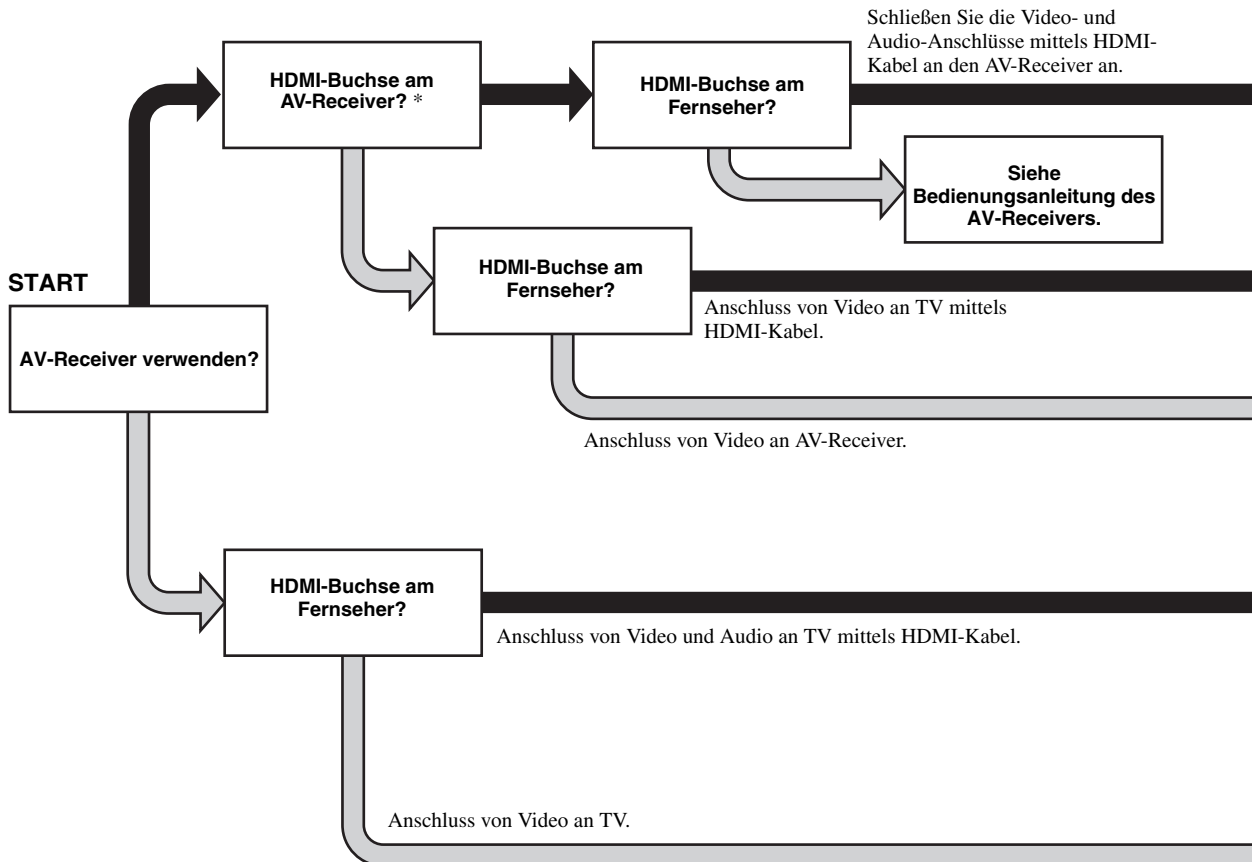 Schließen Sie die Video- und
Audio-Anschlüsse mittels HDMI-
Kabel an den AV-Receiver an.
HDMI-Buchse am
AV-Receiver? *
HDMI-Buchse am
Fernseher?
Siehe
Bedienungsanleitung des
AV-Receivers.
HDMI-Buchse am
Fernseher?
START
Anschluss von Video an TV mittels
HDMI-Kabel.
AV-Receiver verwenden?
Anschluss von Video an AV-Receiver.
HDMI-Buchse am
Fernseher?
Anschluss von Video und Audio an TV mittels HDMI-Kabel.
Anschluss von Video an TV.